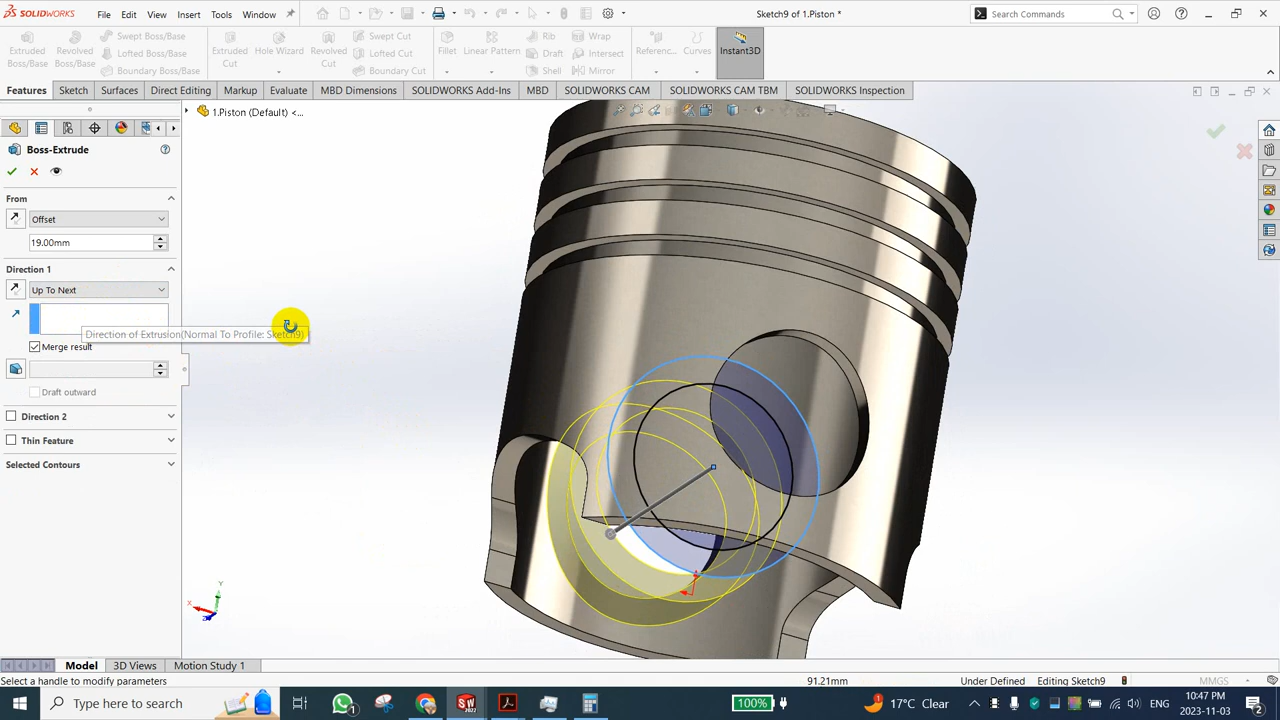 SOLIDWORKS File Edit View Insert Tools Window Sketch9 of 1.Piston * Search Commands
Extruded Boss/Base
Revolved Boss/Base
Swept Boss/Base
Lofted Boss/Base
Boundary Boss/Base
Extruded Cut
Hole Wizard
Revolved Cut
Swept Cut
Lofted Cut
Boundary Cut
Fillet
Linear Pattern
Rib
Draft
Shell
Wrap
Intersect
Mirror
Referenc...
Curves
Instant3D
Features Sketch Surfaces Direct Editing Markup Evaluate MBD Dimensions SOLIDWORKS Add-Ins MBD SOLIDWORKS CAM SOLIDWORKS CAM TBM SOLIDWORKS Inspection
1.Piston (Default) <...
Boss-Extrude
From
Offset
19.00mm
Direction 1
Up To Next
Direction of Extrusion(Normal To Profile: Sketch9)
Merge result
Draft outward
Direction 2
Thin Feature
Selected Contours
Y
X
Z
Model 3D Views Motion Study 1
Select a handle to modify parameters 91.21mm Under Defined Editing Sketch9 MMGS
Type here to search 1 SW 2022 100% 17°C Clear ENG 10:47 PM
2023-11-03